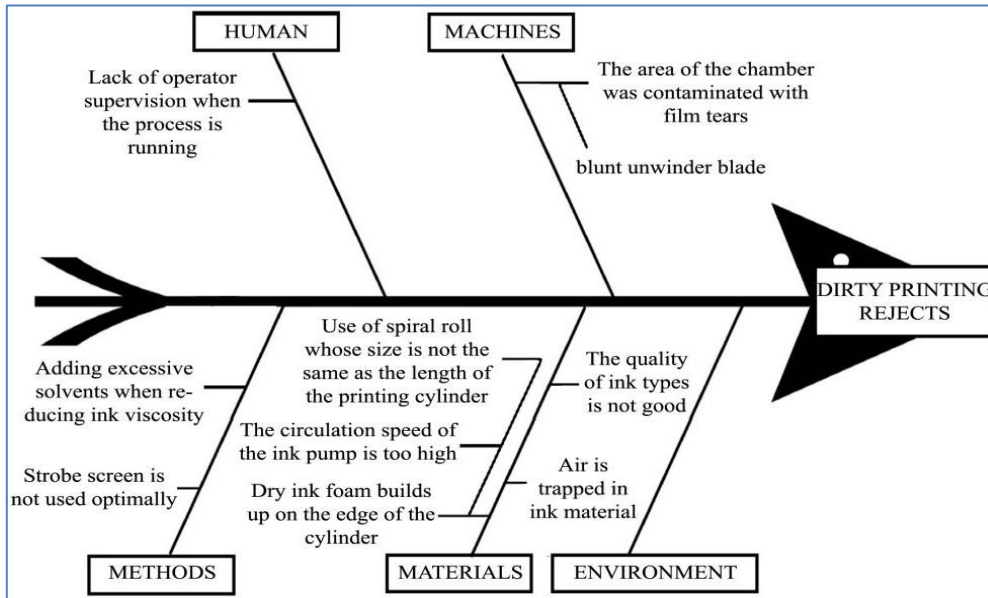 HUMAN
MACHINES
Lack of operator
supervision when
the process is
running
The area of the chamber
was contaminated with
film tears
blunt unwinder blade
DIRTY PRINTING
REJECTS
Adding excessive
solvents when re-
ducing ink viscosity
Strobe screen is
not used optimally
Use of spiral roll
whose size is not the
same as the length of
the printing cylinder
The circulation speed of
the ink pump is too high
Dry ink foam builds
up on the edge of the
cylinder
The quality
of ink types
is not good
Air is
trapped in
ink material
METHODS
MATERIALS
ENVIRONMENT